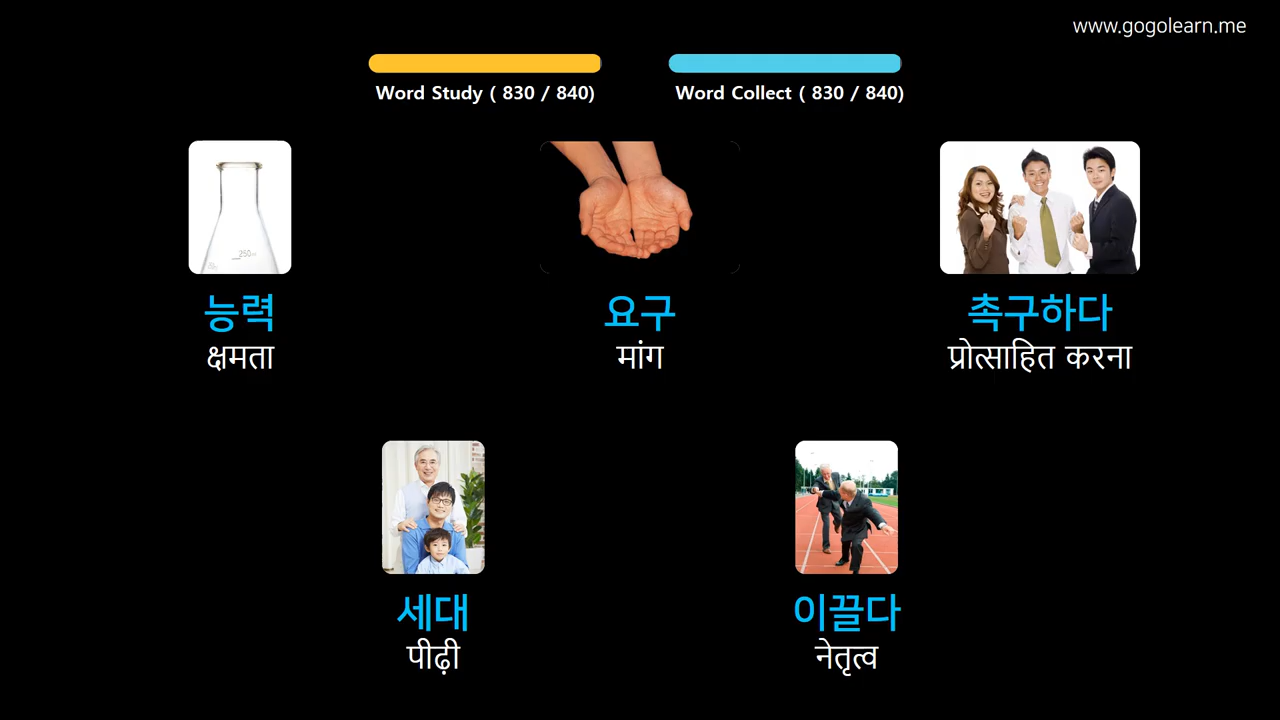 www.gogolearn.me
Word Study ( 830 / 840)
Word Collect ( 830 / 840)
250
능력
क्षमता
요구
मांग
촉구하다
प्रोत्साहित करना
세대
पीढ़ी
이끌다
नेतृत्व